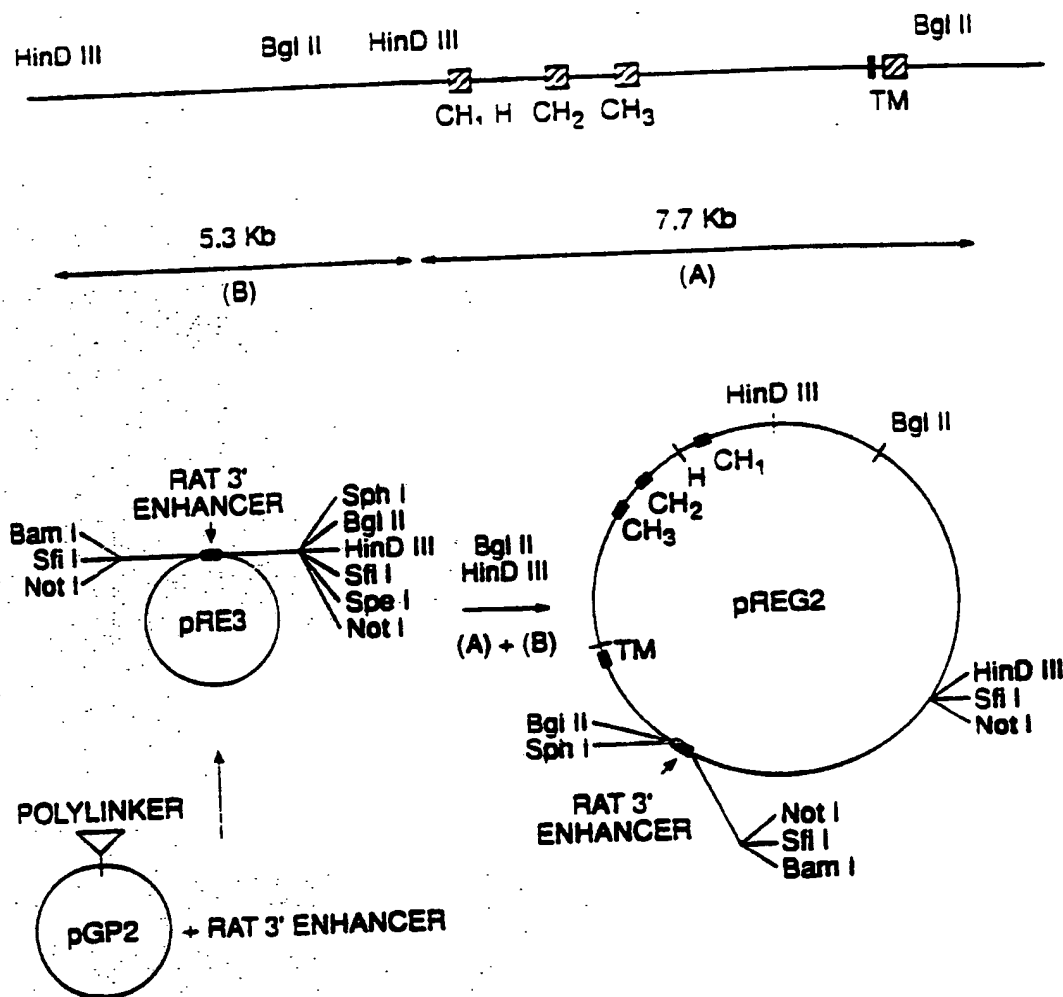 HinD III
Bgl II
HinD III
Bgl II
CH₁ H CH₂ CH₃
TM
5.3 Kb
7.7 Kb
(B)
(A)
RAT 3'
ENHANCER
Bam I
Sfi I
Not I
Sph I
Bgl II
HinD III
Sfi I
Spe I
Not I
pRE3
Bgl II
HinD III
(A) + (B)
HinD III
Bgl II
CH₁
H
CH₂
CH₃
pREG2
TM
Bgl II
Sph I
HinD III
Sfi I
Not I
RAT 3'
ENHANCER
Not I
Sfi I
Bam I
POLYLINKER
pGP2
+ RAT 3' ENHANCER